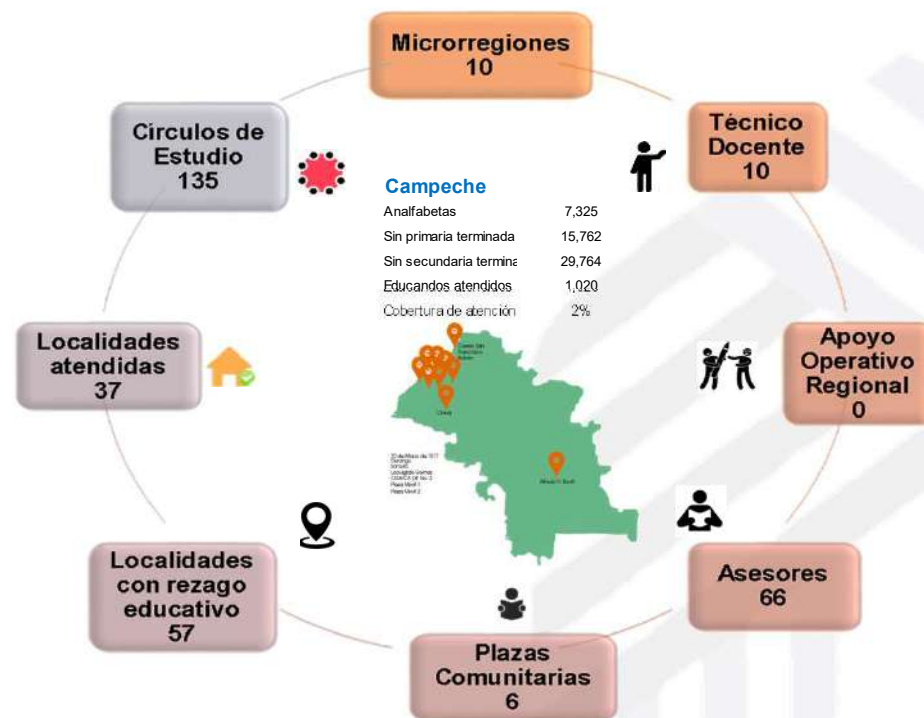 Microrregiones
10
Técnico
Docente
10
Apoyo
Operativo
Regional
0
Asesores
66
Plazas
Comunitarias
6
Localidades
con rezago
educativo
57
Localidades
atendidas
37
Círculos de
Estudio
135
Campeche
Analfabetas 7,325
Sin primaria terminada 15,762
Sin secundaria termina 29,764
Educandos atendidos 1,020
Cobertura de atención 2%